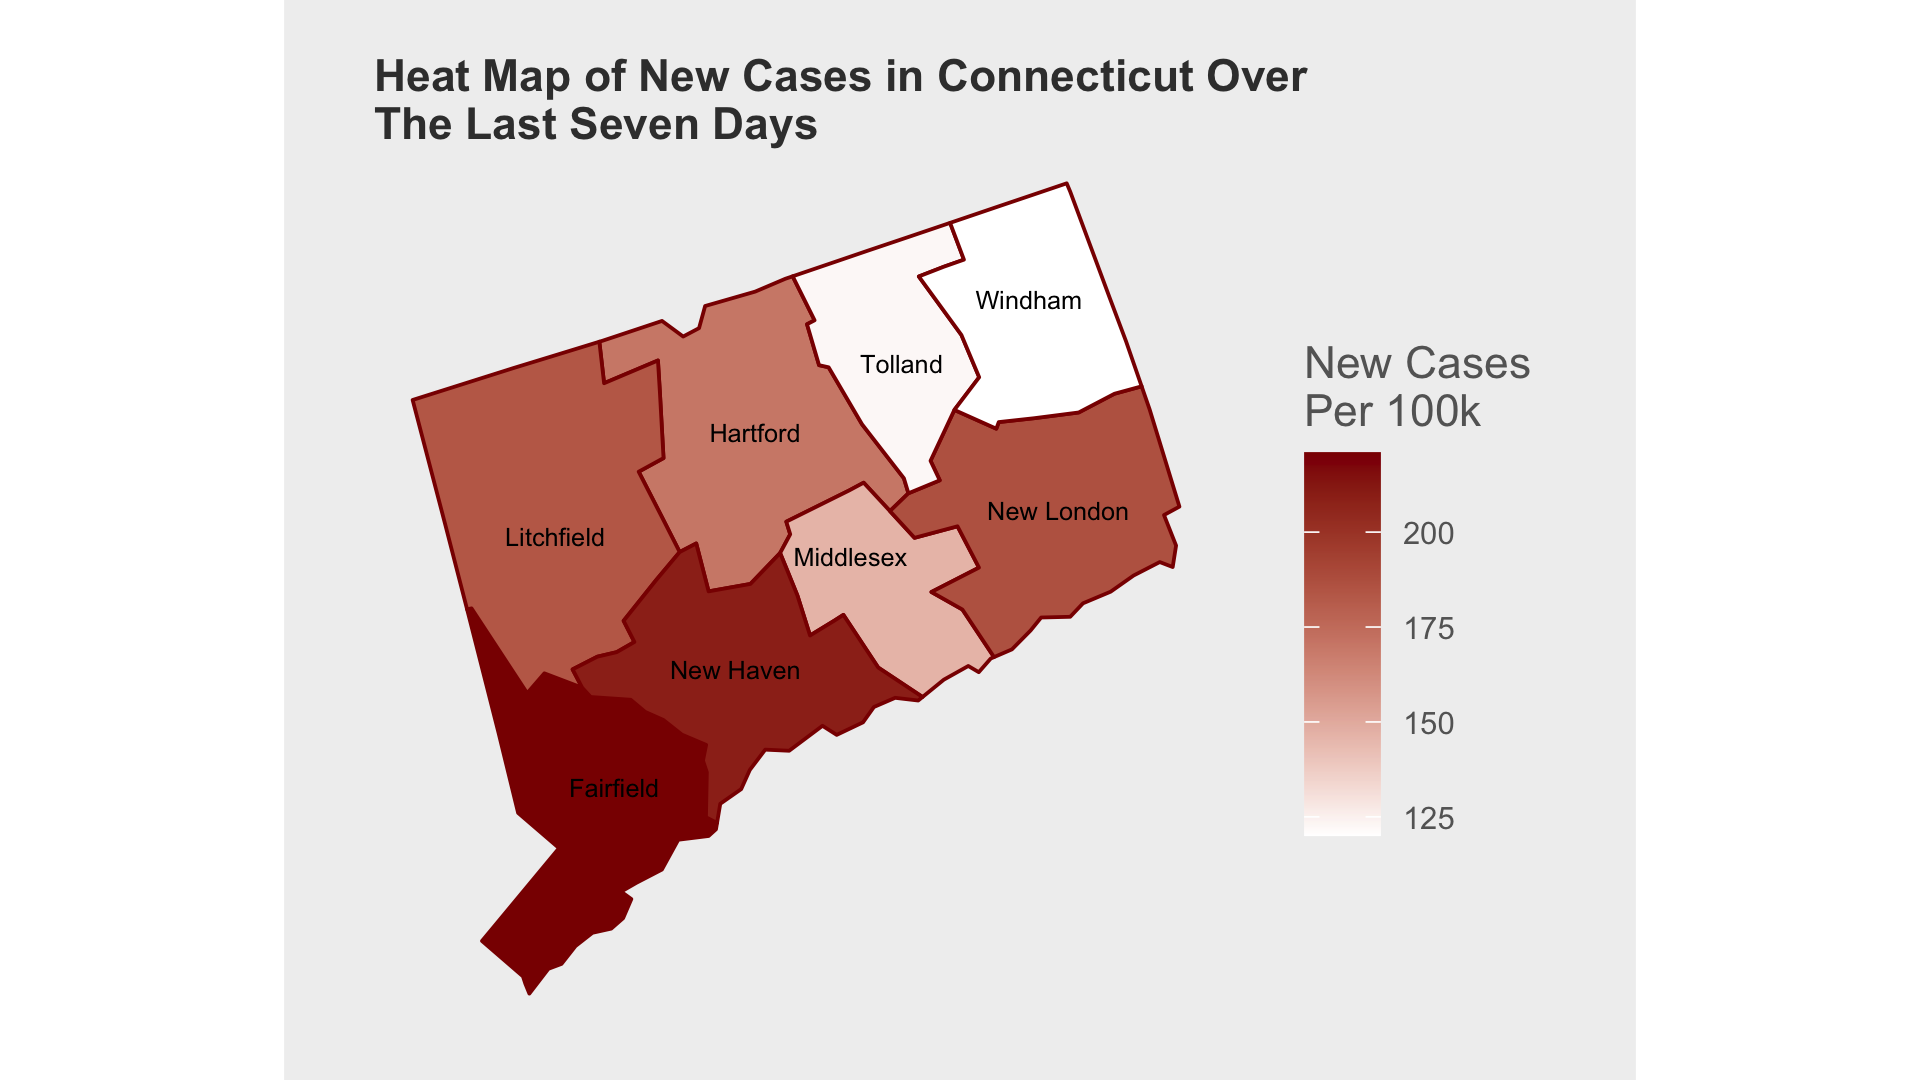 Heat Map of New Cases in Connecticut Over
The Last Seven Days
Windham
Tolland
Hartford
New London
Litchfield
Middlesex
New Haven
Fairfield
New Cases
Per 100k
200
175
150
125